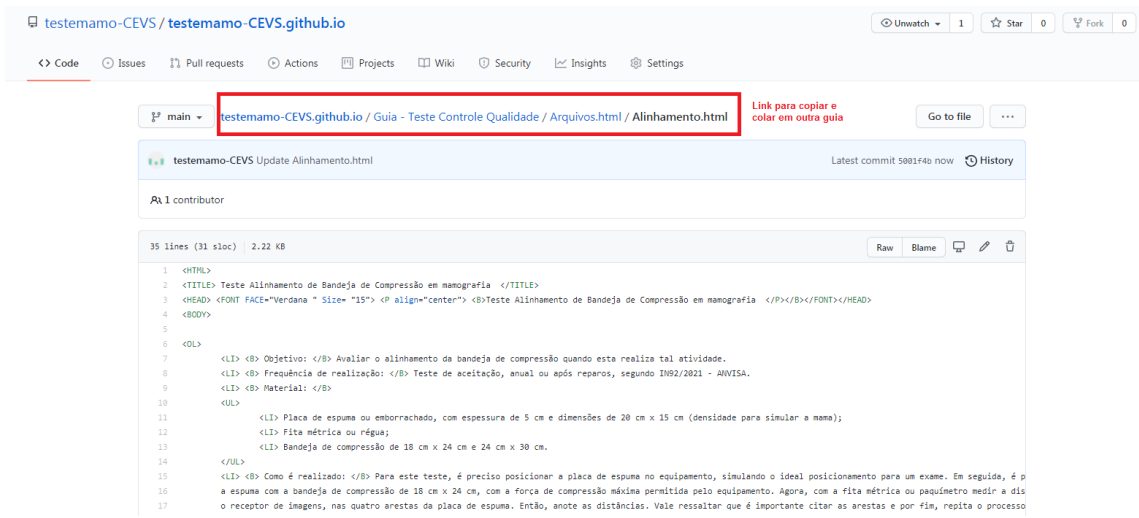 testemamo-CEVS / testemamo-CEVS.github.io
Unwatch 1 Star 0 Fork 0
Code Issues Pull requests Actions Projects Wiki Security Insights Settings
main testemamo-CEVS.github.io / Guia - Teste Controle Qualidade / Arquivos.html / Alinhamento.html
Link para copiar e
colar em outra guia
Go to file ...
testemamo-CEVS Update Alinhamento.html Latest commit 5001f4b now History
1 contributor
35 lines (31 sloc) 2.22 KB Raw Blame
1 <HTML>
2 <TITLE> Teste Alinhamento de Bandeja de Compressão em mamografia </TITLE>
3 <HEAD> <FONT FACE="Verdana " Size= "15"> <P align="center"> <B>Teste Alinhamento de Bandeja de Compressão em mamografia </P></B></FONT></HEAD>
4 <BODY>
5
6 <OL>
7 <LI> <B> Objetivo: </B> Avaliar o alinhamento da bandeja de compressão quando esta realiza tal atividade.
8 <LI> <B> Frequência de realização: </B> Teste de aceitação, anual ou após reparos, segundo IN92/2021 - ANVISA.
9 <LI> <B> Material: </B>
10 <UL>
11 <LI> Placa de espuma ou emborrachado, com espessura de 5 cm e dimensões de 20 cm x 15 cm (densidade para simular a mama);
12 <LI> Fita métrica ou régua;
13 <LI> Bandeja de compressão de 18 cm x 24 cm e 24 cm x 30 cm.
14 </UL>
15 <LI> <B> Como é realizado: </B> Para este teste, é preciso posicionar a placa de espuma no equipamento, simulando o ideal posicionamento para um exame. Em seguida, é p
16 a espuma com a bandeja de compressão de 18 cm x 24 cm, com a força de compressão máxima permitida pelo equipamento. Agora, com a fita métrica ou paquímetro medir a dis
17 o receptor de imagens, nas quatro arestas da placa de espuma. Então, anote as distâncias. Vale ressaltar que é importante citar as arestas e por fim, repita o processo